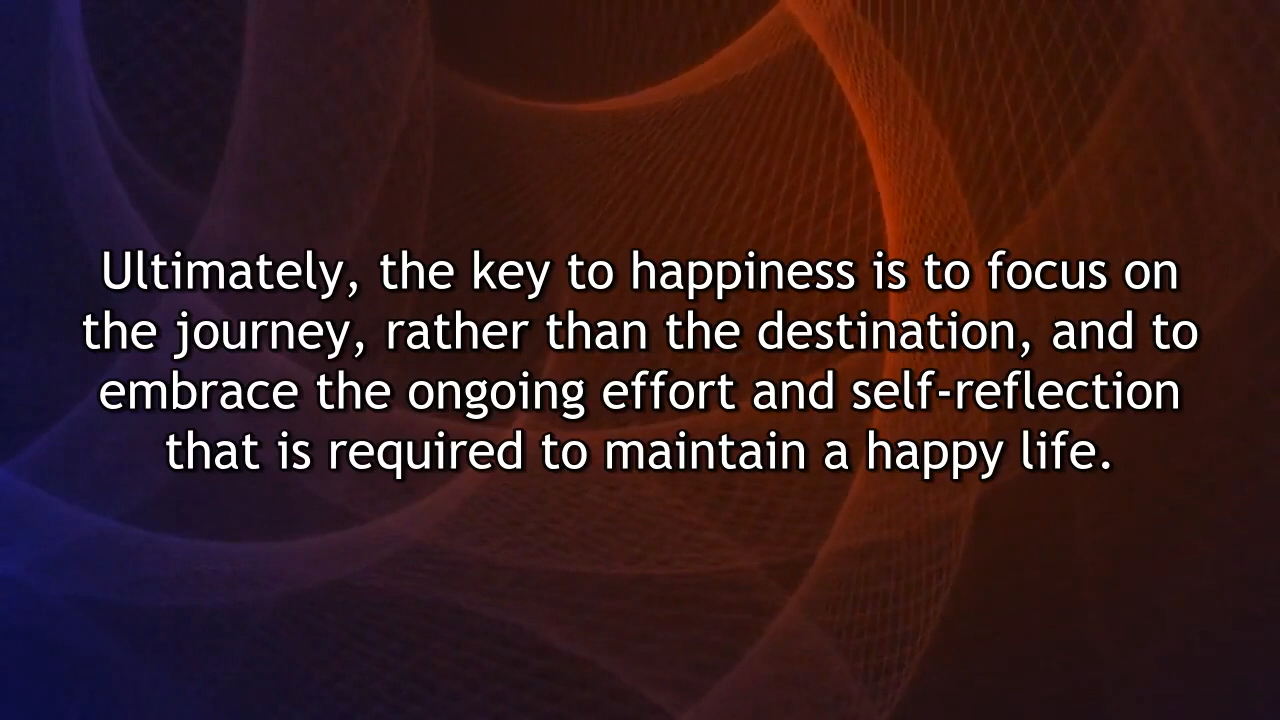 Ultimately, the key to happiness is to focus on
the journey, rather than the destination, and to
embrace the ongoing effort and self-reflection
that is required to maintain a happy life.